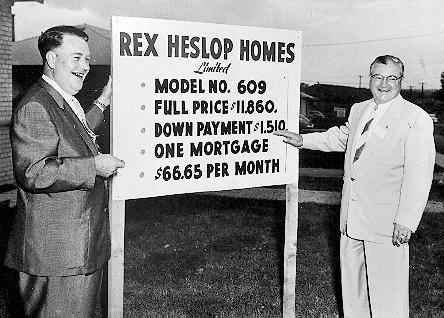 REX HESLOP HOMES
Limited
• MODEL NO. 609
• FULL PRICE $11,860.
• DOWN PAYMENT $1,510
• ONE MORTGAGE
• $66.65 PER MONTH